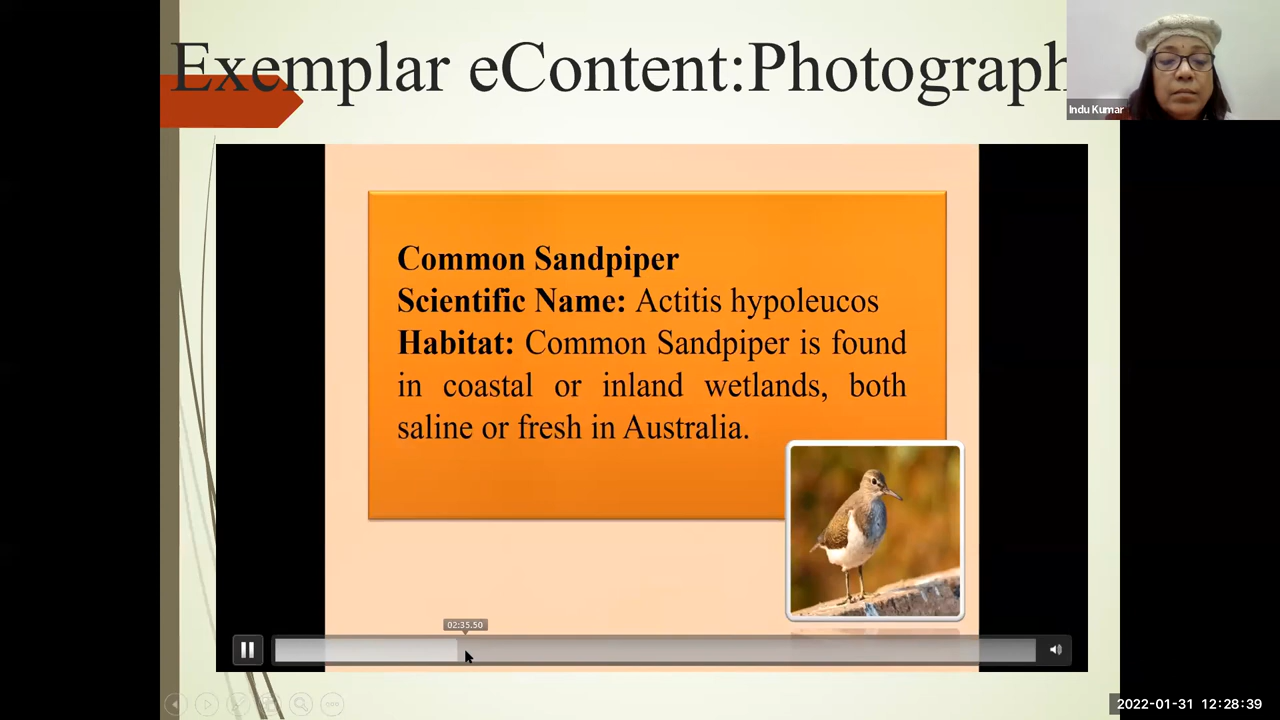 Exemplar eContent:Photograph
Indu Kumar
Common Sandpiper
Scientific Name: Actitis hypoleucos
Habitat: Common Sandpiper is found
in coastal or inland wetlands, both
saline or fresh in Australia.
02:35.50
2022-01-31 12:28:39